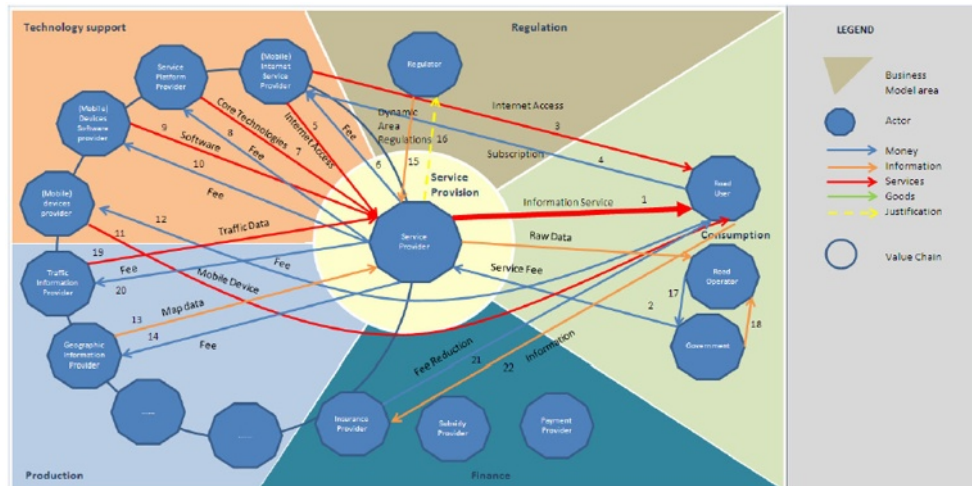 Technology support
Regulation
LEGEND
(Mobile)
Internet
Service
Provider
Service
Platform
Provider
Regulator
Business
Model area
(Mobile)
Devices
Software
provider
Actor
Core Technologies
Internet Access
Dynamic
Area
Regulations
Internet Access
Money
Information
Services
Goods
Justification
9
Software
8
7
5
Fee
16
3
10
Fee
6
15
Subscription
4
Service
Provision
Fee
(Mobile)
devices
provider
Road
User
Information Service
1
12
11
Traffic Data
Service
Provider
Raw Data
Consumption
Value Chain
19
Fee
Mobile Device
Fee
Service Fee
Traffic
Information
Provider
20
Road
Operator
13
Map data
2
17
18
14
Fee
Government
Geographic
Information
Provider
Fee Reduction
21
22
Information
Insurance
Provider
Subsidy
Provider
Payment
Provider
Production
Finance